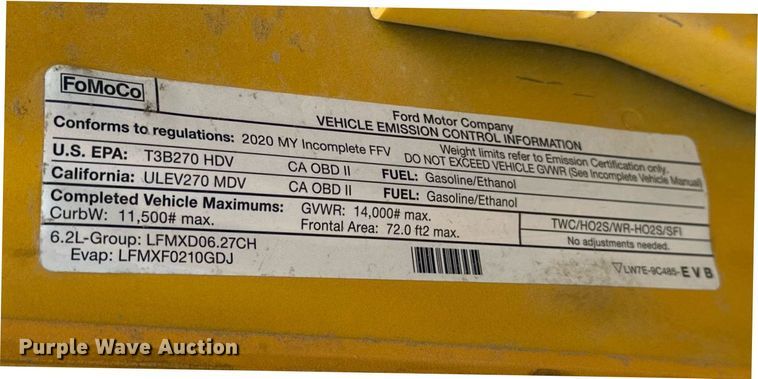 FoMoCo
Ford Motor Company
VEHICLE EMISSION CONTROL INFORMATION
Conforms to regulations: 2020 MY Incomplete FFV
Weight limits refer to Emission Certification only.
DO NOT EXCEED VEHICLE GVWR (See Incomplete Vehicle Manual)
U.S. EPA: T3B270 HDV CA OBD II FUEL: Gasoline/Ethanol
California: ULEV270 MDV CA OBD II FUEL: Gasoline/Ethanol
Completed Vehicle Maximums: GVWR: 14,000# max.
CurbW: 11,500# max. Frontal Area: 72.0 ft2 max.
TWC/HO2S/WR-HO2S/SFI
No adjustments needed.
6.2L-Group: LFMXD06.27CH
Evap: LFMXF0210GDJ
LW7E-9C485-EVB
Purple Wave Auction